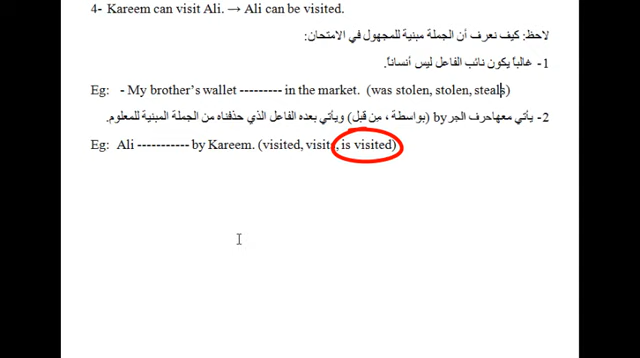 4- Kareem can visit Ali. → Ali can be visited.
لاحظ: كيف نعرف أن الجملة مبنية للمجهول في الامتحان:
1- غالباً يكون نائب الفاعل ليس أنساناً.
Eg: - My brother's wallet --------- in the market. (was stolen, stolen, steals)
2- يأتي معها حرف الجر by (بواسطة ، من قبل) ويأتي بعده الفاعل الذي حذفناه من الجملة المبنية للمعلوم.
Eg: Ali ----------- by Kareem. (visited, visits, is visited)